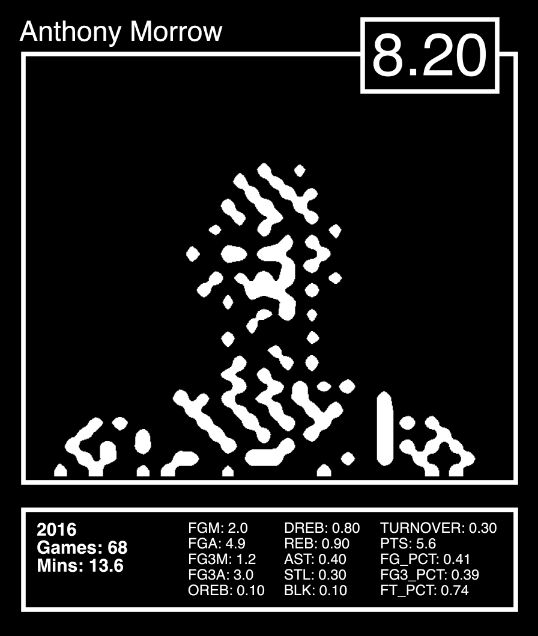 Anthony Morrow
8.20
2016
Games: 68
Mins: 13.6
FGM: 2.0
FGA: 4.9
FG3M: 1.2
FG3A: 3.0
OREB: 0.10
DREB: 0.80
REB: 0.90
AST: 0.40
STL: 0.30
BLK: 0.10
TURNOVER: 0.30
PTS: 5.6
FG_PCT: 0.41
FG3_PCT: 0.39
FT_PCT: 0.74